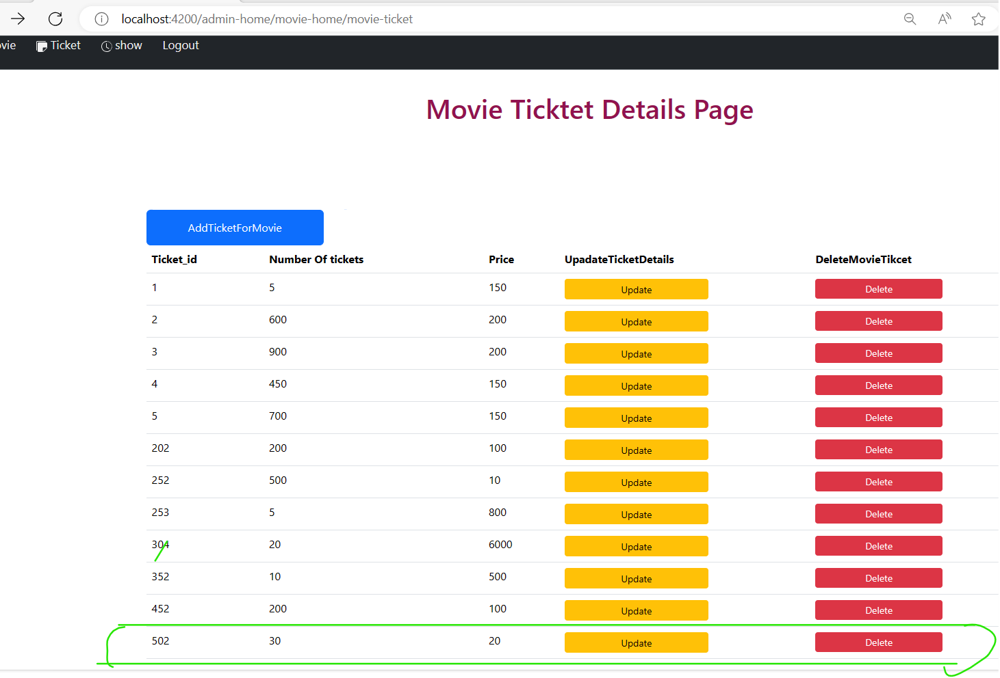 localhost:4200/admin-home/movie-home/movie-ticket
ovie Ticket show Logout
Movie Ticktet Details Page
AddTicketForMovie
Ticket_id Number Of tickets Price UpadateTicketDetails DeleteMovieTikcet
1 5 150 Update Delete
2 600 200 Update Delete
3 900 200 Update Delete
4 450 150 Update Delete
5 700 150 Update Delete
202 200 100 Update Delete
252 500 10 Update Delete
253 5 800 Update Delete
304 20 6000 Update Delete
352 10 500 Update Delete
452 200 100 Update Delete
502 30 20 Update Delete